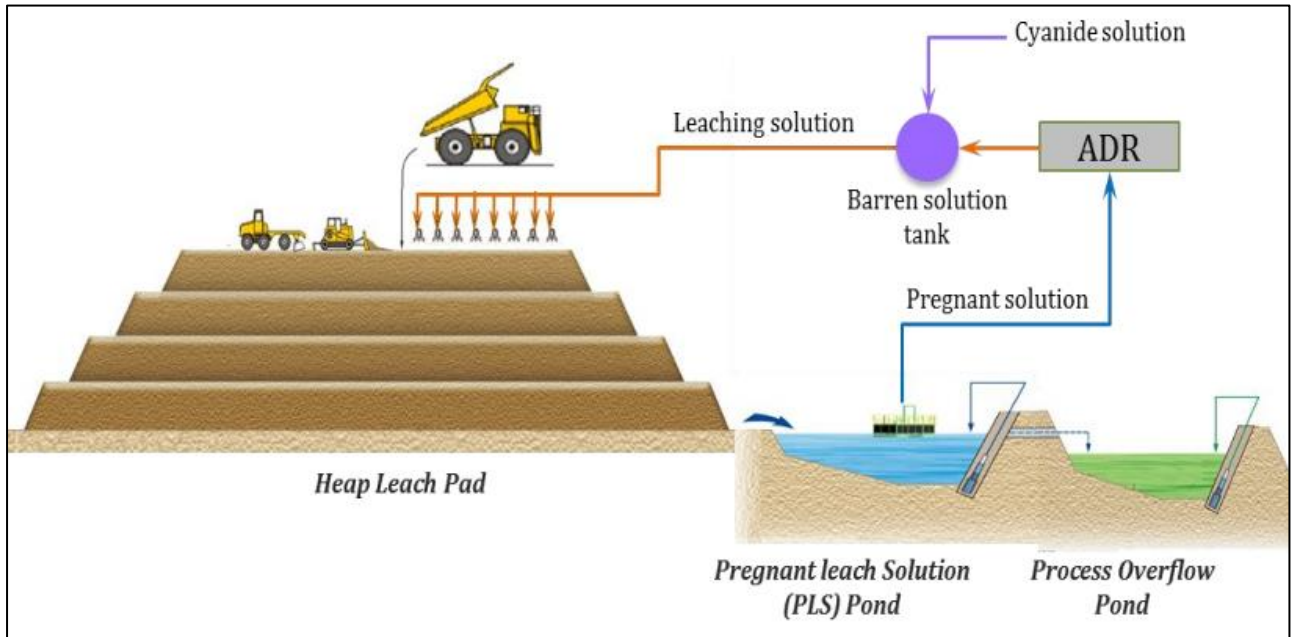 Cyanide solution
Leaching solution
ADR
Barren solution
tank
Pregnant solution
Heap Leach Pad
Pregnant leach Solution
(PLS) Pond
Process Overflow
Pond